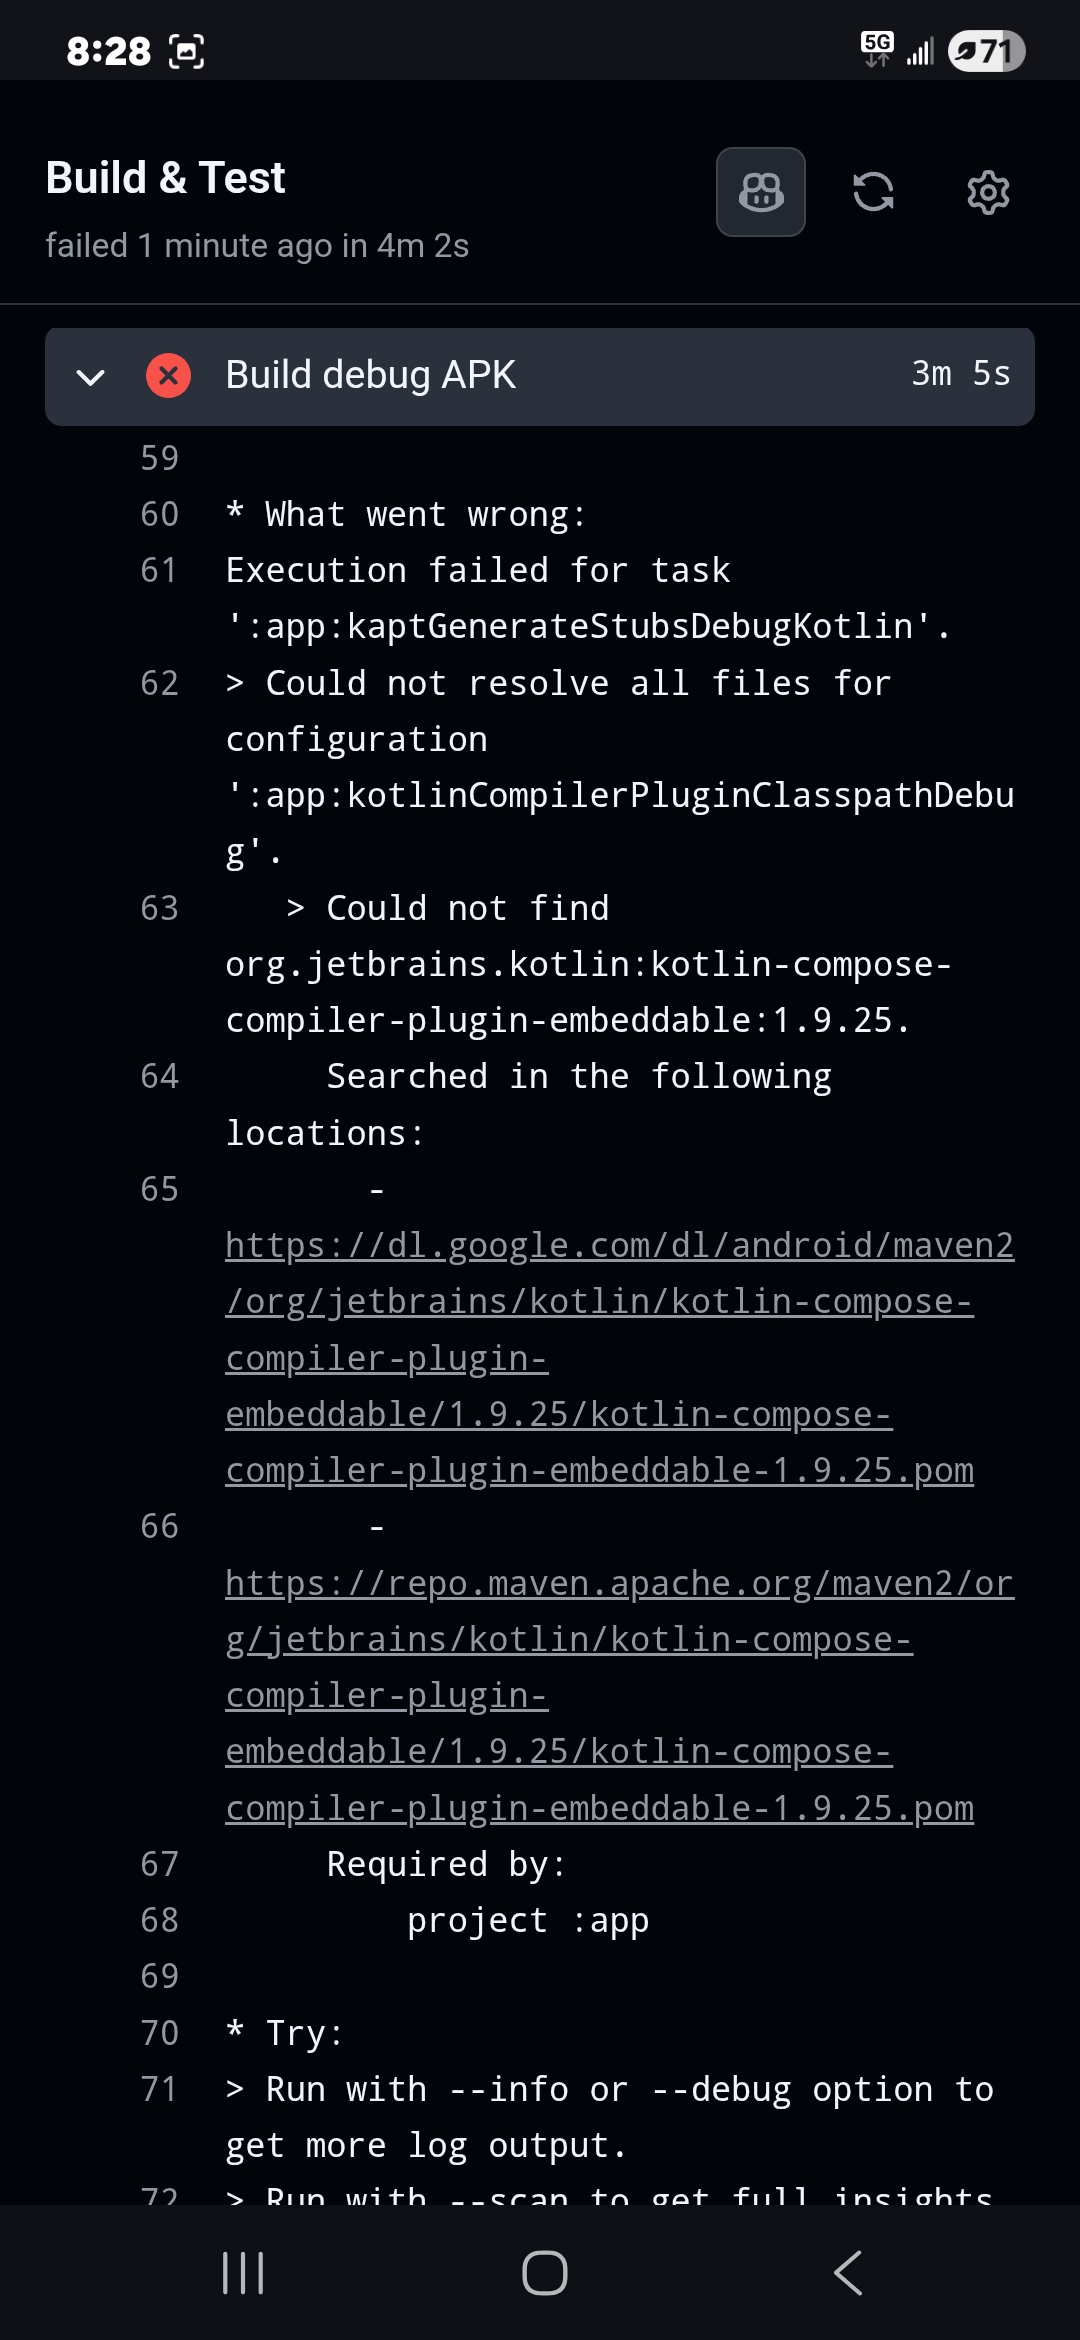 8:28
5G
71
Build & Test
failed 1 minute ago in 4m 2s
Build debug APK 3m 5s
59
60 * What went wrong:
61 Execution failed for task
':app:kaptGenerateStubsDebugKotlin'.
62 > Could not resolve all files for
configuration
':app:kotlinCompilerPluginClasspathDebu
g'.
63 > Could not find
org.jetbrains.kotlin:kotlin-compose-
compiler-plugin-embeddable:1.9.25.
64 Searched in the following
locations:
65 -
https://dl.google.com/dl/android/maven2
/org/jetbrains/kotlin/kotlin-compose-
compiler-plugin-
embeddable/1.9.25/kotlin-compose-
compiler-plugin-embeddable-1.9.25.pom
66 -
https://repo.maven.apache.org/maven2/or
g/jetbrains/kotlin/kotlin-compose-
compiler-plugin-
embeddable/1.9.25/kotlin-compose-
compiler-plugin-embeddable-1.9.25.pom
67 Required by:
68 project :app
69
70 * Try:
71 > Run with --info or --debug option to
get more log output.
72 > Run with --scan to get full insights